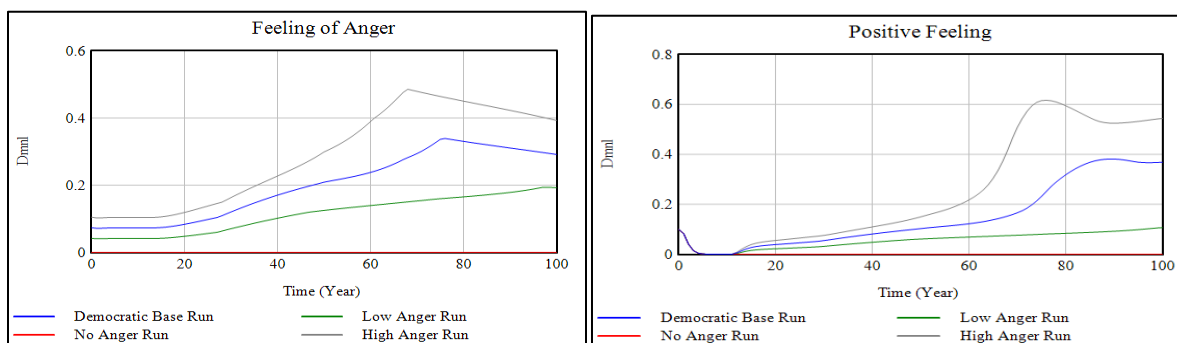 Feeling of Anger
0.6
0.4
0.2
0
Dmnl
0 20 40 60 80 100
Time (Year)
Democratic Base Run Low Anger Run
No Anger Run High Anger Run
Positive Feeling
0.8
0.6
0.4
0.2
0
Dmnl
0 20 40 60 80 100
Time (Year)
Democratic Base Run Low Anger Run
No Anger Run High Anger Run